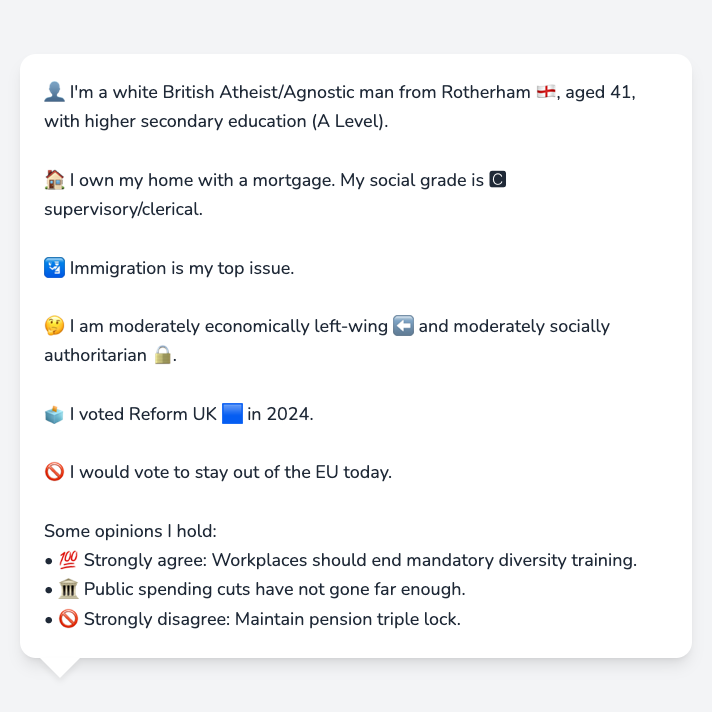 👤 I'm a white British Atheist/Agnostic man from Rotherham 🏴󠁧󠁢󠁥󠁮󠁧󠁿, aged 41,
with higher secondary education (A Level).
🏠 I own my home with a mortgage. My social grade is 🅲
supervisory/clerical.
🛂 Immigration is my top issue.
🤔 I am moderately economically left-wing ⬅️ and moderately socially
authoritarian 🔒.
🗳️ I voted Reform UK 🟦 in 2024.
🚫 I would vote to stay out of the EU today.
Some opinions I hold:
• 💯 Strongly agree: Workplaces should end mandatory diversity training.
• 🏛️ Public spending cuts have not gone far enough.
• 🚫 Strongly disagree: Maintain pension triple lock.